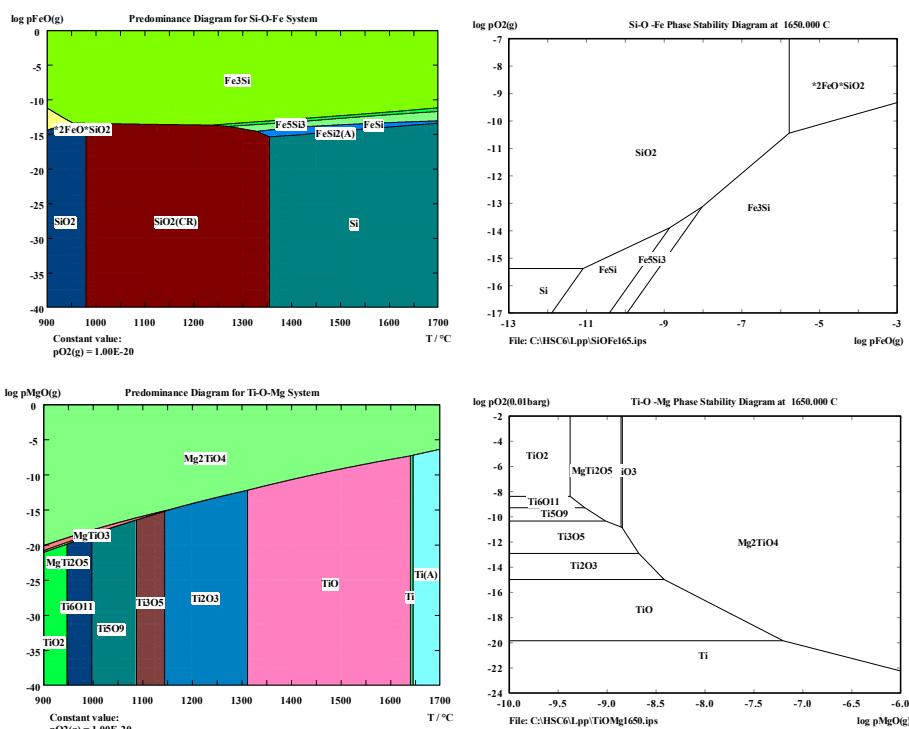 log pFeO(g) Predominance Diagram for Si-O-Fe System
0
-5
-10
-15
-20
-25
-30
-35
-40
Fe3Si
*2FeO*SiO2
Fe5Si3
FeSi
FeSi2(A)
SiO2
SiO2(CR)
Si
900 1000 1100 1200 1300 1400 1500 1600 1700
Constant value: T / °C
pO2(g) = 1.00E-20
log pO2(g) Si-O -Fe Phase Stability Diagram at 1650.000 C
-7
-8
-9
-10
-11
-12
-13
-14
-15
-16
-17
*2FeO*SiO2
SiO2
Fe3Si
Fe5Si3
FeSi
Si
-13 -11 -9 -7 -5 -3
File: C:\HSC6\Lpp\SiOFe165.ips log pFeO(g)
log pMgO(g) Predominance Diagram for Ti-O-Mg System
0
-5
-10
-15
-20
-25
-30
-35
-40
Mg2TiO4
MgTiO3
MgTi2O5
Ti6O11
Ti5O9
Ti3O5
TiO2
Ti2O3
TiO
Ti
Ti(A)
900 1000 1100 1200 1300 1400 1500 1600 1700
Constant value: T / °C
pO2(g) = 1.00E-20
log pO2(0.01barg) Ti-O -Mg Phase Stability Diagram at 1650.000 C
-2
-4
-6
-8
-10
-12
-14
-16
-18
-20
-22
-24
TiO2
MgTi2O5
iO3
Ti6O11
Ti5O9
Ti3O5
Mg2TiO4
Ti2O3
TiO
Ti
-10.0 -9.5 -9.0 -8.5 -8.0 -7.5 -7.0 -6.5 -6.0
File: C:\HSC6\Lpp\TiOMg1650.ips log pMgO(g)